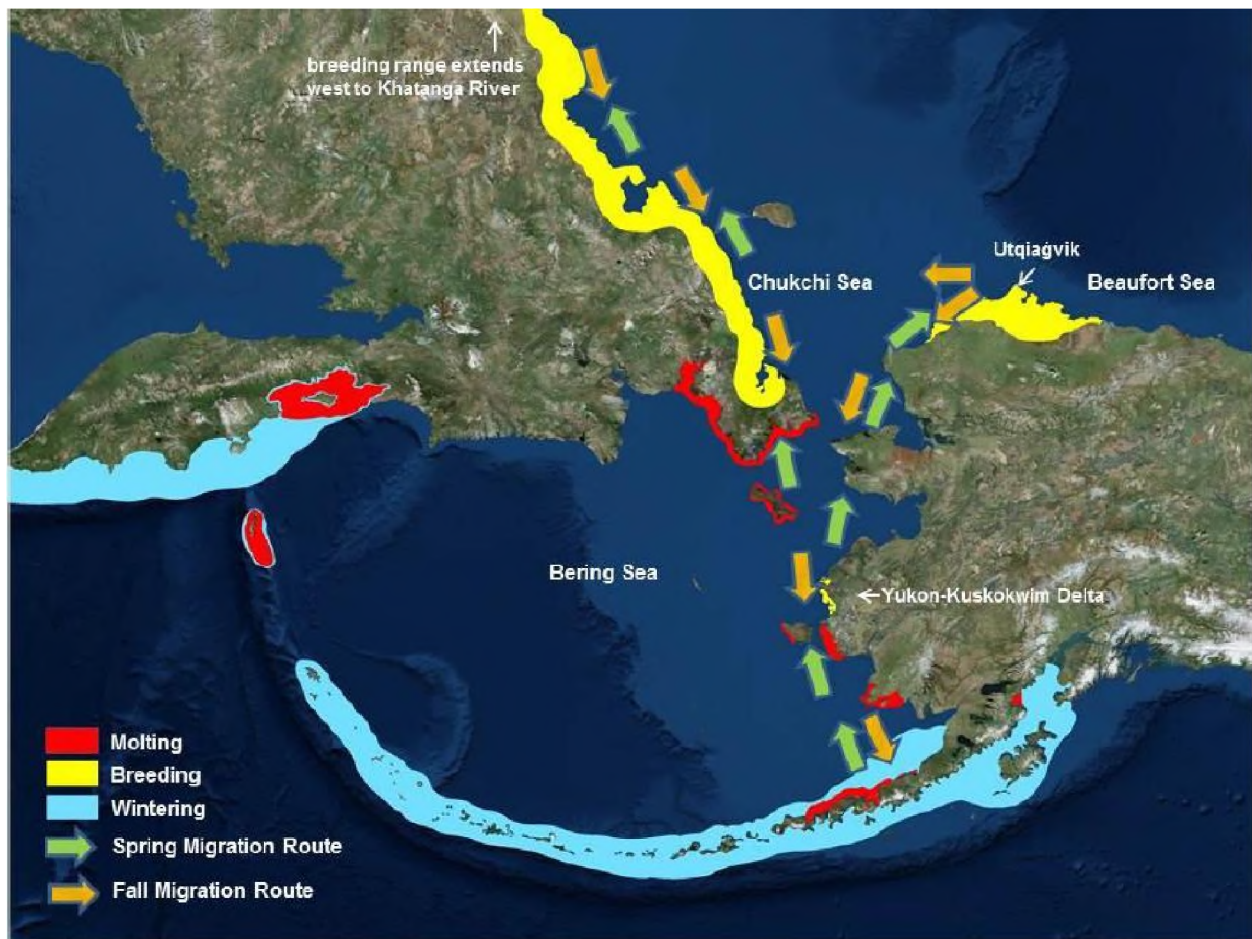 breeding range extends
west to Khatanga River
Utqiaġvik
Chukchi Sea
Beaufort Sea
Bering Sea
Yukon-Kuskokwim Delta
Molting
Breeding
Wintering
Spring Migration Route
Fall Migration Route